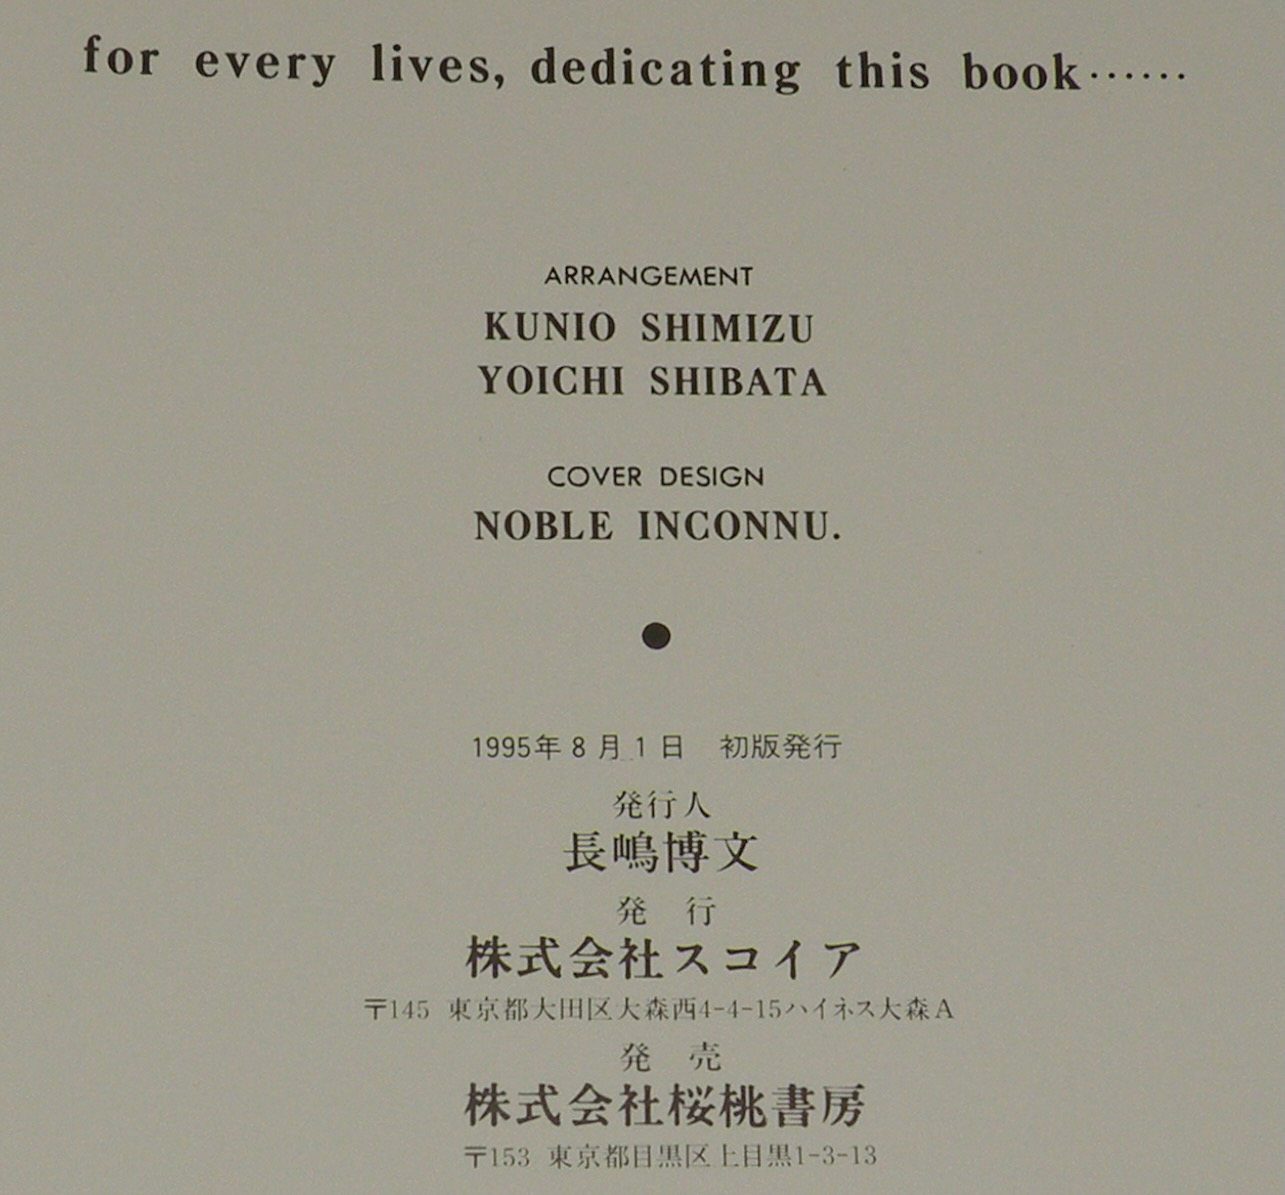 for every lives, dedicating this book······
ARRANGEMENT
KUNIO SHIMIZU
YOICHI SHIBATA
COVER DESIGN
NOBLE INCONNU.
●
1995年8月1日 初版発行
発行人
長嶋博文
発 行
株式会社スコイア
〒145 東京都大田区大森西4-4-15ハイネス大森A
発 売
株式会社桜桃書房
〒153 東京都目黒区上目黒1-3-13